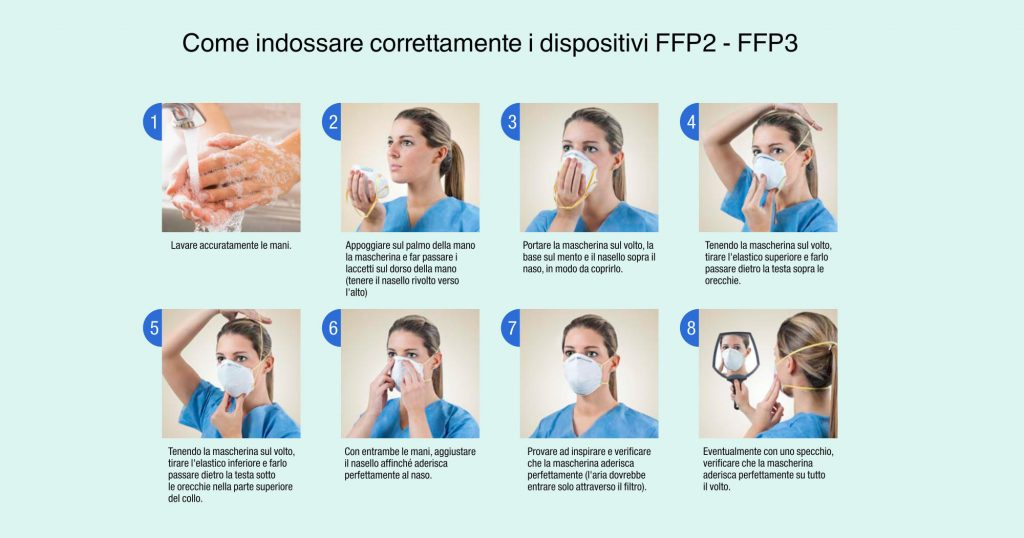 Come indossare correttamente i dispositivi FFP2 - FFP3
1
Lavare accuratamente le mani.
2
Appoggiare sul palmo della mano
la mascherina e far passare i
laccetti sul dorso della mano
(tenere il nasello rivolto verso
l'alto)
3
Portare la mascherina sul volto, la
base sul mento e il nasello sopra il
naso, in modo da coprirlo.
4
Tenendo la mascherina sul volto,
tirare l'elastico superiore e farlo
passare dietro la testa sopra le
orecchie.
5
Tenendo la mascherina sul volto,
tirare l'elastico inferiore e farlo
passare dietro la testa sotto
le orecchie nella parte superiore
del collo.
6
Con entrambe le mani, aggiustare
il nasello affinché aderisca
perfettamente al naso.
7
Provare ad inspirare e verificare
che la mascherina aderisca
perfettamente (l'aria dovrebbe
entrare solo attraverso il filtro).
8
Eventualmente con uno specchio,
verificare che la mascherina
aderisca perfettamente su tutto
il volto.